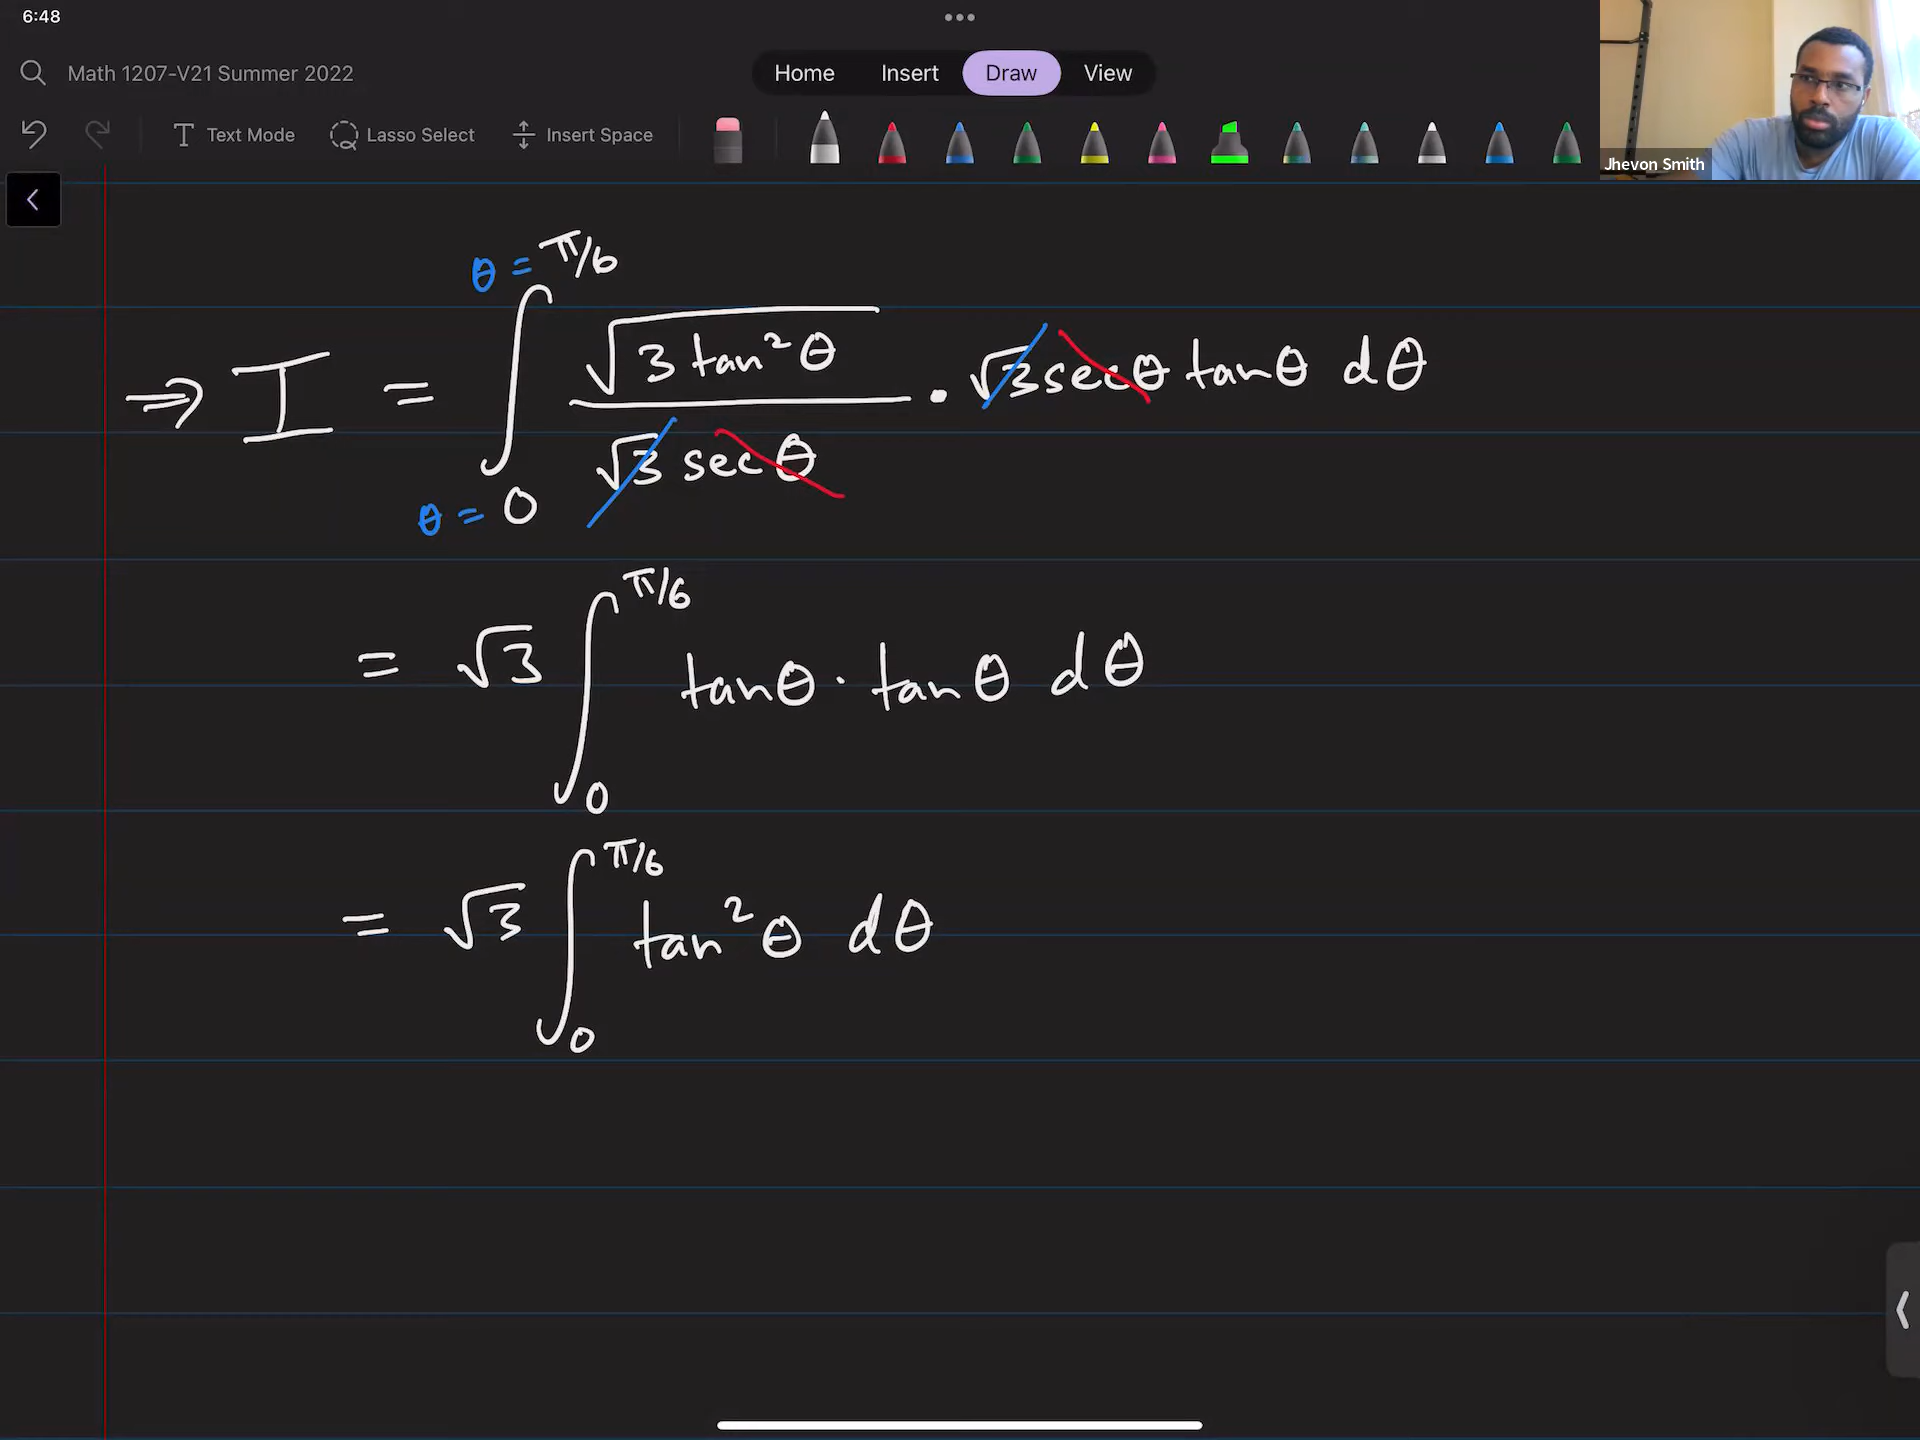 6:48
Math 1207-V21 Summer 2022
Home Insert Draw View
Text Mode Lasso Select Insert Space
Jhevon Smith
⇒ I = ∫_{θ = 0}^{θ = π/6} √(3 tan²θ) / (√3 secθ) · √3 secθ tanθ dθ
= √3 ∫_0^{π/6} tanθ · tanθ dθ
= √3 ∫_0^{π/6} tan²θ dθ